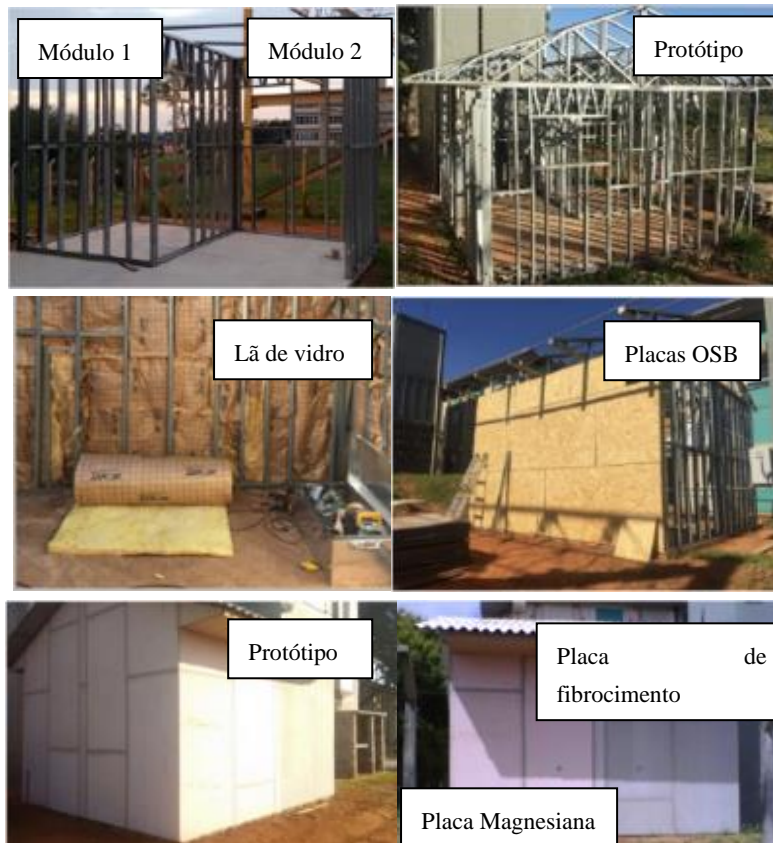 Módulo 1
Módulo 2
Protótipo
Lã de vidro
Placas OSB
Protótipo
Placa de
fibrocimento
Placa Magnesiana